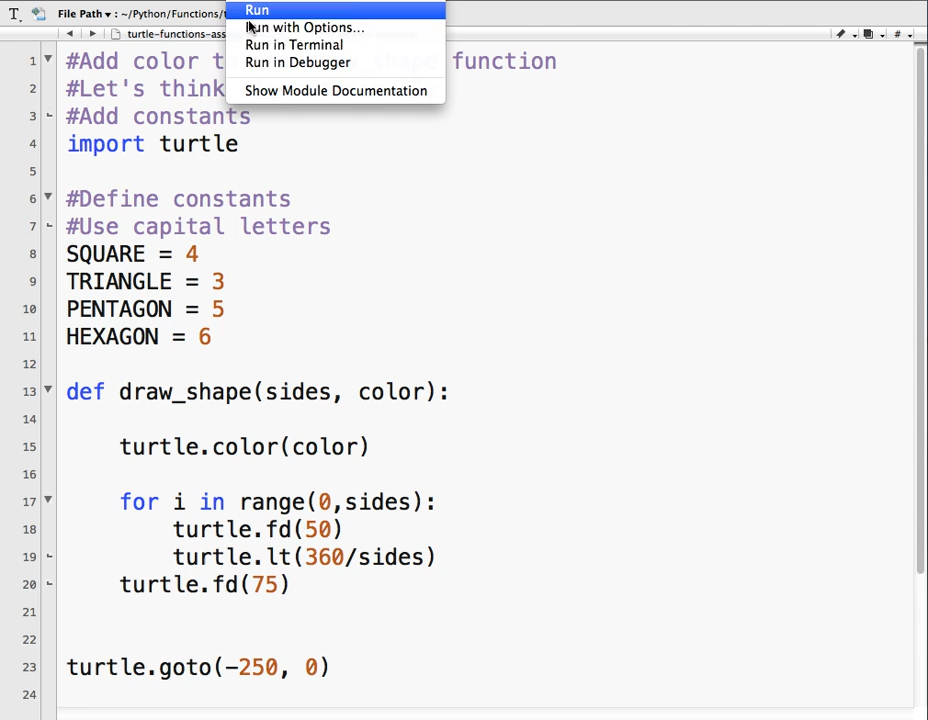 File Path ▾ : ~/Python/Functions/
Run
Run with Options...
Run in Terminal
Run in Debugger
Show Module Documentation
turtle-functions-ass
#
1 #Add color t function
2 #Let's think
3 #Add constants
4 import turtle
5
6 #Define constants
7 #Use capital letters
8 SQUARE = 4
9 TRIANGLE = 3
10 PENTAGON = 5
11 HEXAGON = 6
12
13 def draw_shape(sides, color):
14
15 turtle.color(color)
16
17 for i in range(0,sides):
18 turtle.fd(50)
19 turtle.lt(360/sides)
20 turtle.fd(75)
21
22
23 turtle.goto(-250, 0)
24